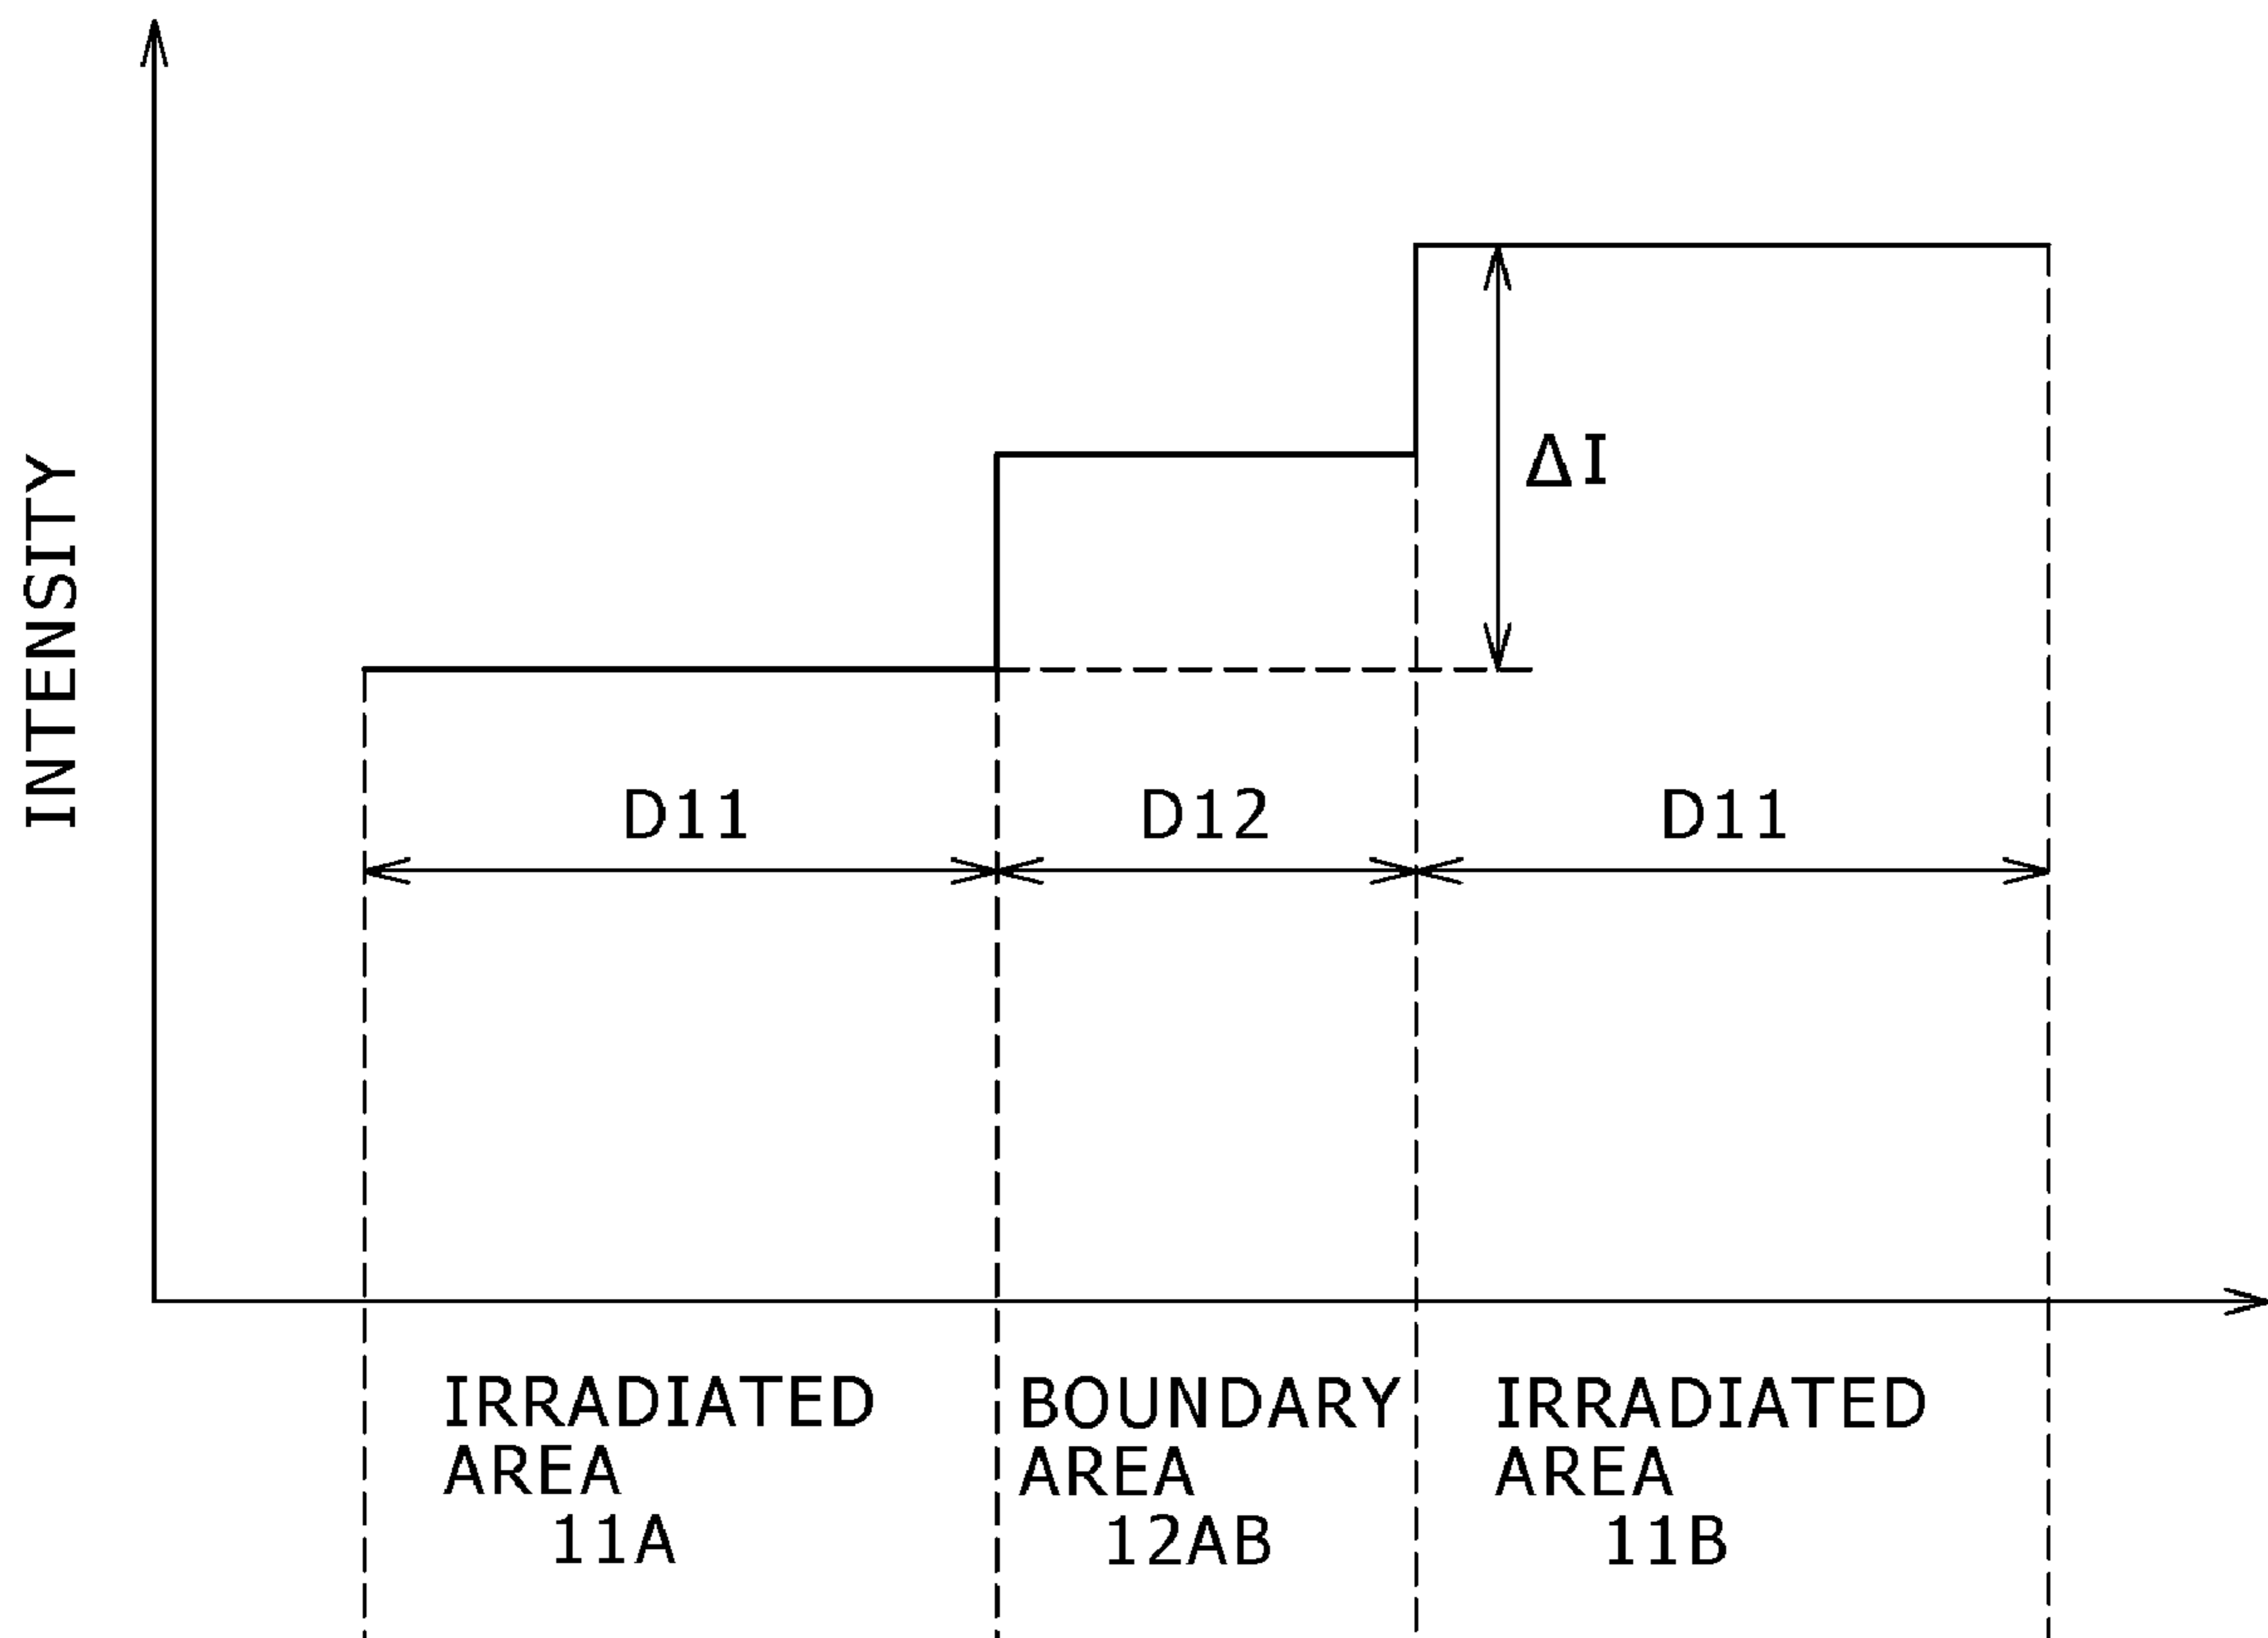 INTENSITY
ΔI
D11 D12 D11
IRRADIATED
AREA
11A
BOUNDARY
AREA
12AB
IRRADIATED
AREA
11B